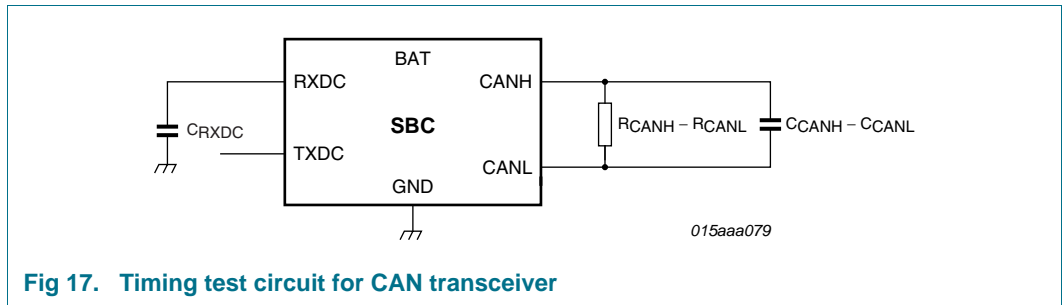 BAT
RXDC
CANH
CRXDC
SBC
RCANH – RCANL
CCANH – CCANL
TXDC
CANL
GND
015aaa079
Fig 17. Timing test circuit for CAN transceiver